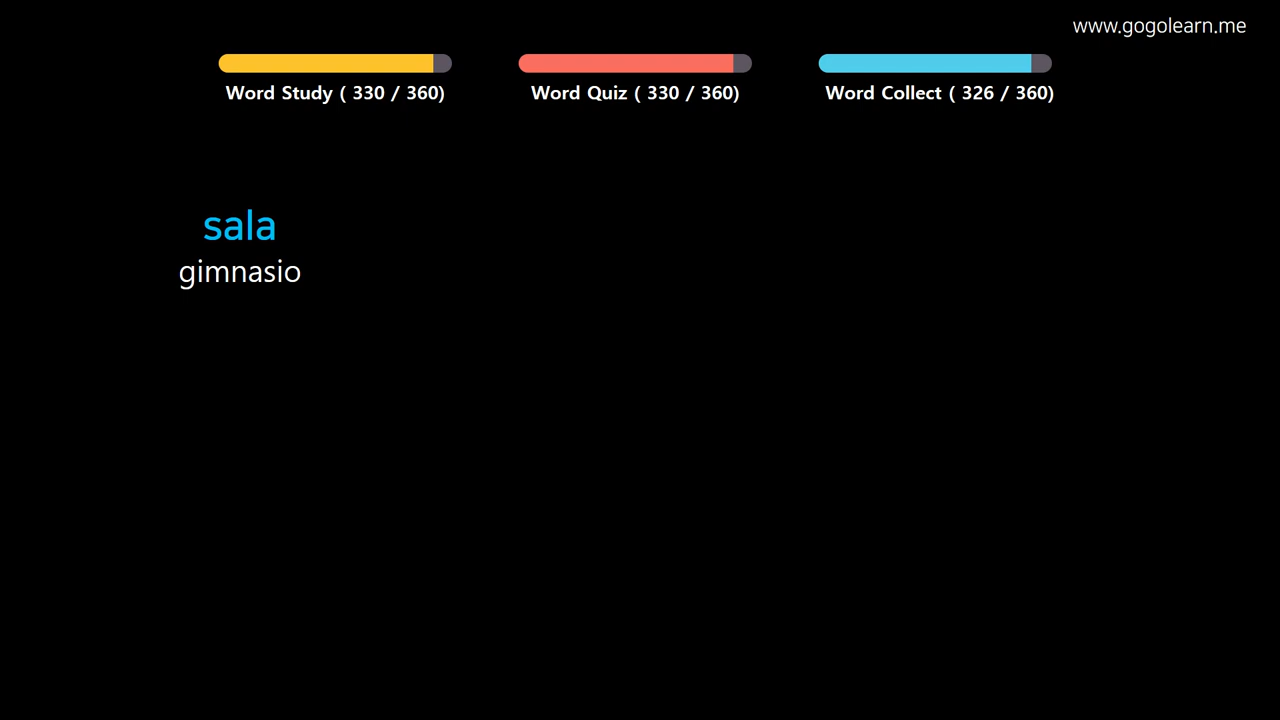 www.gogolearn.me
Word Study ( 330 / 360)
Word Quiz ( 330 / 360)
Word Collect ( 326 / 360)
sala
gimnasio